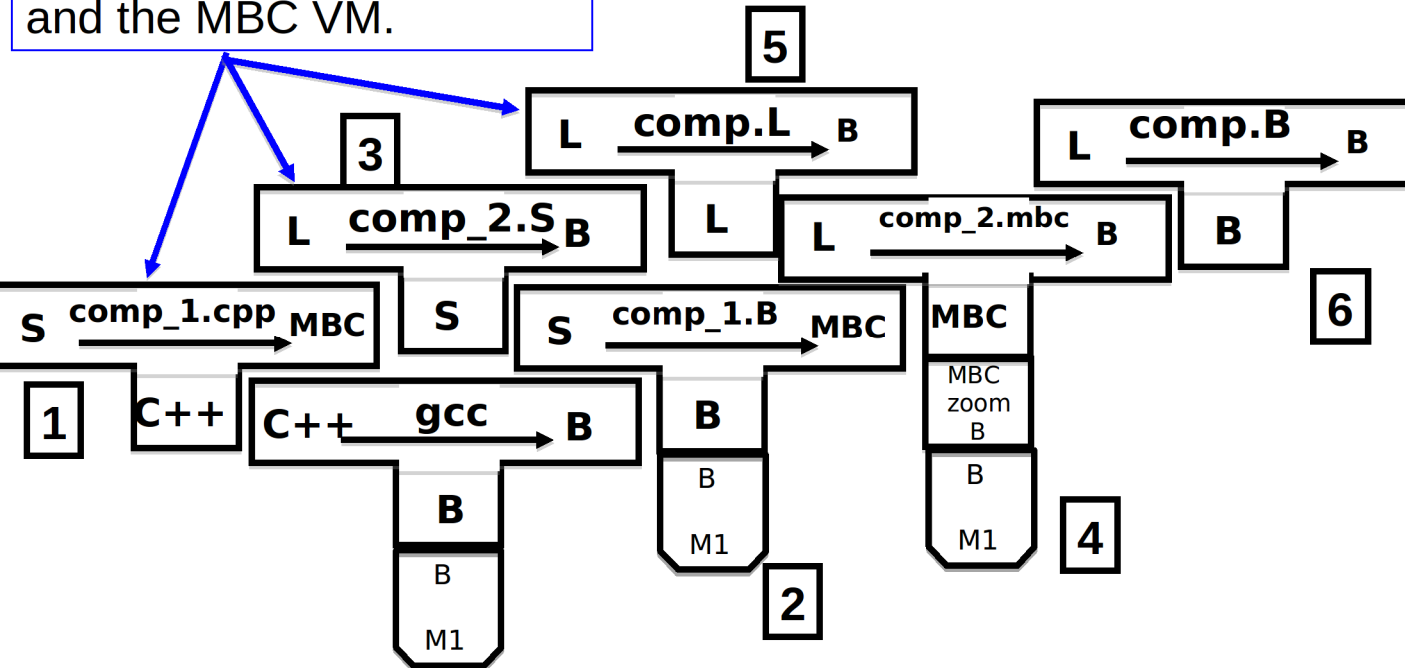 and the MBC VM.
5
L comp.L B
L
L comp.B B
B
3
L comp_2.S B
S
L comp_2.mbc B
MBC
MBC
zoom
B
B
M1
6
S comp_1.cpp MBC
C++
1
S comp_1.B MBC
B
B
M1
2
C++ gcc B
B
B
M1
4